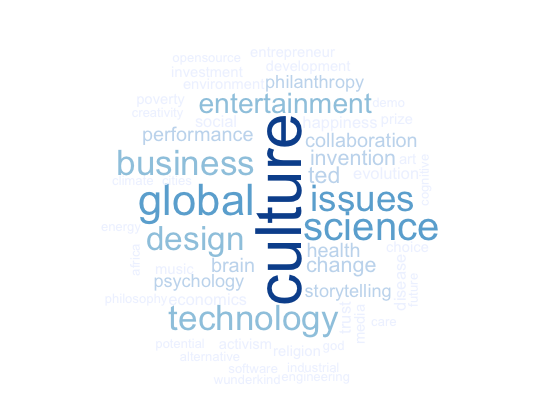 opensource
entrepreneur
investment
development
environment
philanthropy
poverty
entertainment
demo
creativity
social
happiness
prize
performance
culture
collaboration
business
invention
art
ted
evolution
cognitive
climate
cities
global
issues
science
energy
design
health
choice
africa
music
brain
change
disease
future
psychology
storytelling
philosophy
economics
technology
trust
media
care
potential
activism
religion
god
alternative
software
industrial
wunderkind
engineering